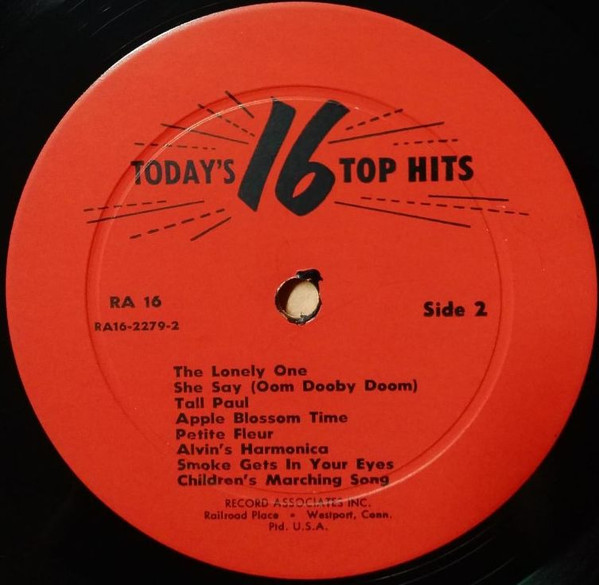 TODAY'S 16 TOP HITS
RA 16
Side 2
RA16-2279-2
The Lonely One
She Say (Oom Dooby Doom)
Tall Paul
Apple Blossom Time
Petite Fleur
Alvin's Harmonica
Smoke Gets In Your Eyes
Children's Marching Song
RECORD ASSOCIATES INC.
Railroad Place • Westport, Conn.
Ptd. U.S.A.